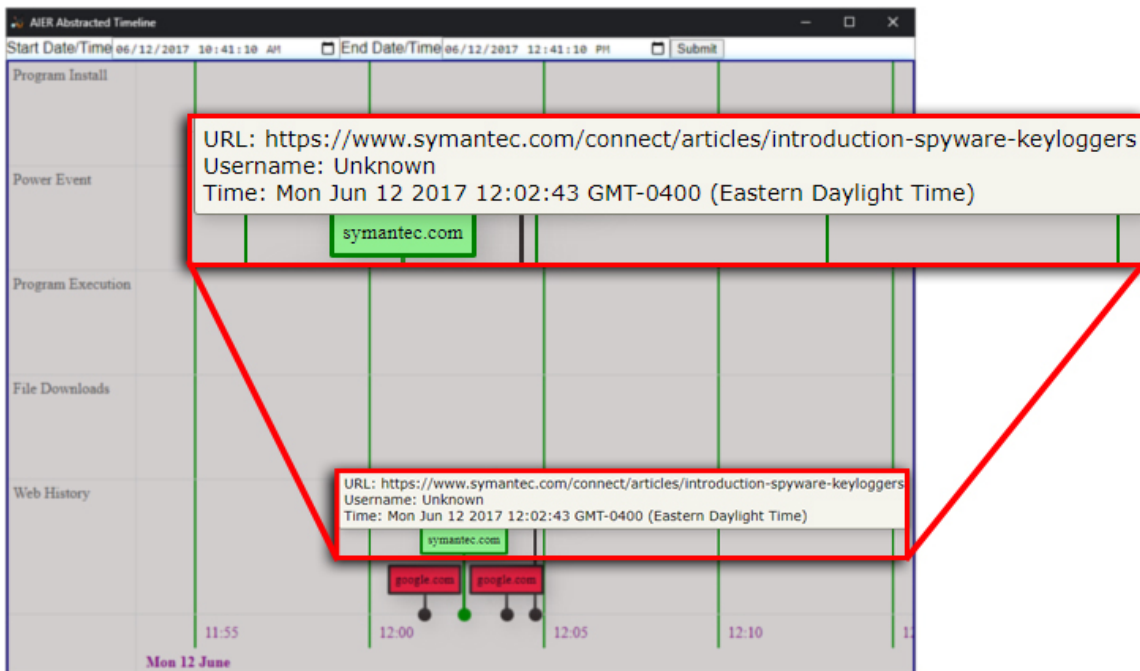 AIER Abstracted Timeline
Start Date/Time 06/12/2017 10:41:10 AM End Date/Time 06/12/2017 12:41:10 PM Submit
Program Install
URL: https://www.symantec.com/connect/articles/introduction-spyware-keyloggers
Username: Unknown
Time: Mon Jun 12 2017 12:02:43 GMT-0400 (Eastern Daylight Time)
Power Event
symantec.com
Program Execution
File Downloads
Web History
URL: https://www.symantec.com/connect/articles/introduction-spyware-keyloggers
Username: Unknown
Time: Mon Jun 12 2017 12:02:43 GMT-0400 (Eastern Daylight Time)
symantec.com
google.com google.com
11:55 12:00 12:05 12:10
Mon 12 June